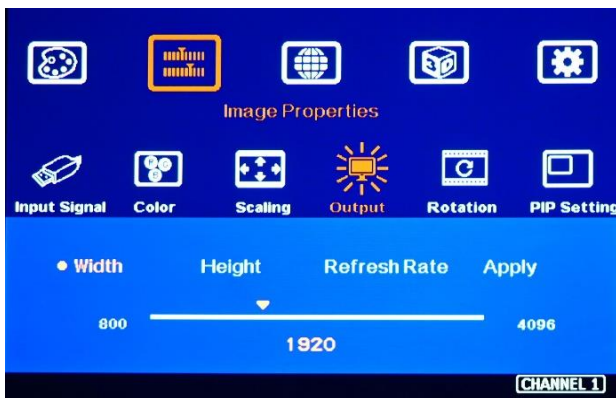 3D
Image Properties
R G B
Input Signal Color Scaling Output Rotation PIP Setting
Width Height Refresh Rate Apply
800 4096
1920
CHANNEL 1